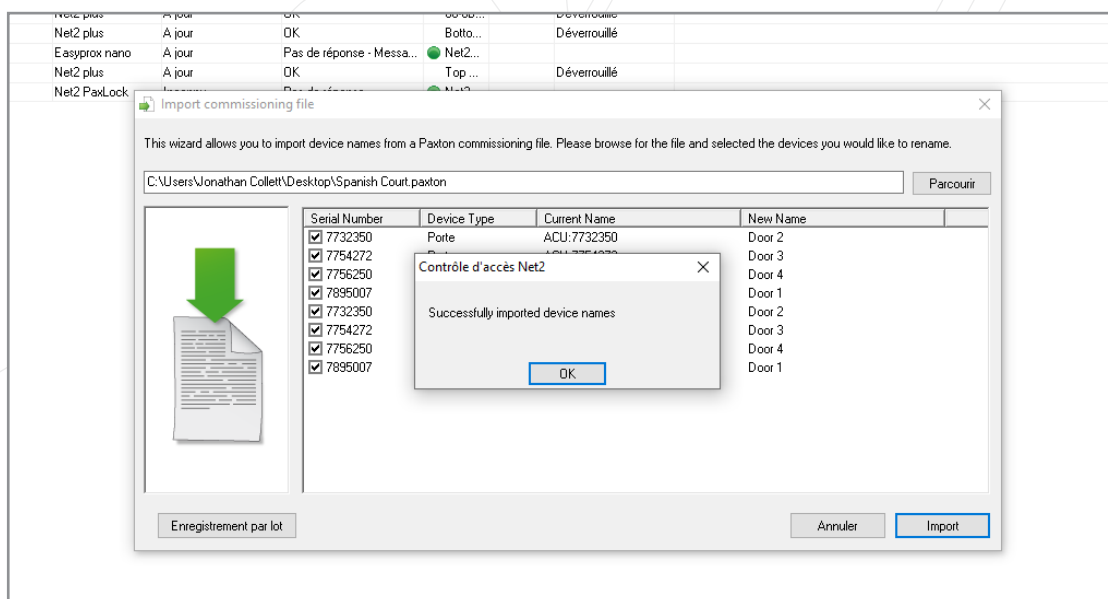 Net2 plus A jour OK Déverrouillé
Net2 plus A jour OK Botto... Déverrouillé
Easyprox nano A jour Pas de réponse - Messa... Net2...
Net2 plus A jour OK Top ... Déverrouillé
Net2 PaxLock
Import commissioning file
This wizard allows you to import device names from a Paxton commissioning file. Please browse for the file and selected the devices you would like to rename.
C:\Users\Jonathan Collett\Desktop\Spanish Court.paxton Parcourir
Serial Number Device Type Current Name New Name
7732350 Porte ACU:7732350 Door 2
7754272 Door 3
7756250 Door 4
7895007 Door 1
7732350 Door 2
7754272 Door 3
7756250 Door 4
7895007 Door 1
Contrôle d'accès Net2
Successfully imported device names
OK
Enregistrement par lot Annuler Import